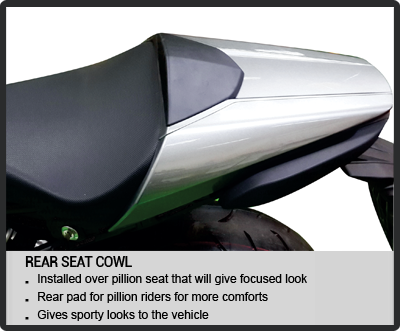 REAR SEAT COWL
. Installed over pillion seat that will give focused look
. Rear pad for pillion riders for more comforts
. Gives sporty looks to the vehicle